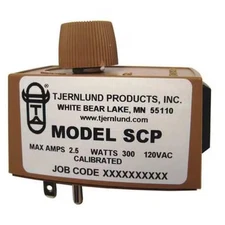 TJERNLUND PRODUCTS, INC.
WHITE BEAR LAKE, MN 55110
www.tjernlund.com
MODEL SCP
MAX AMPS 2.5 WATTS 300 120VAC
CALIBRATED
JOB CODE XXXXXXXXXXX